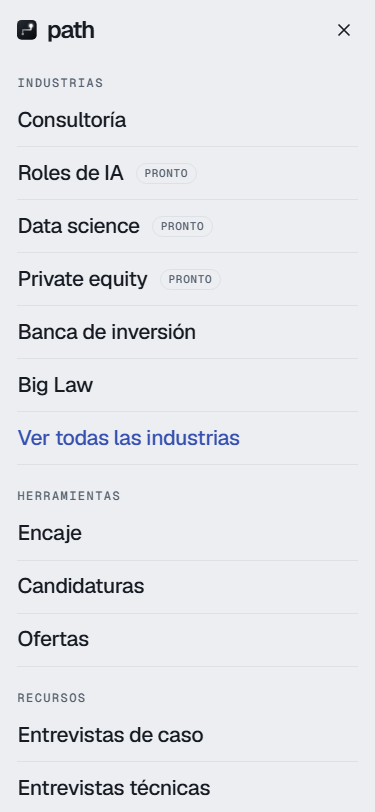 path
INDUSTRIAS
Consultoría
Roles de IA PRONTO
Data science PRONTO
Private equity PRONTO
Banca de inversión
Big Law
Ver todas las industrias
HERRAMIENTAS
Encaje
Candidaturas
Ofertas
RECURSOS
Entrevistas de caso
Entrevistas técnicas